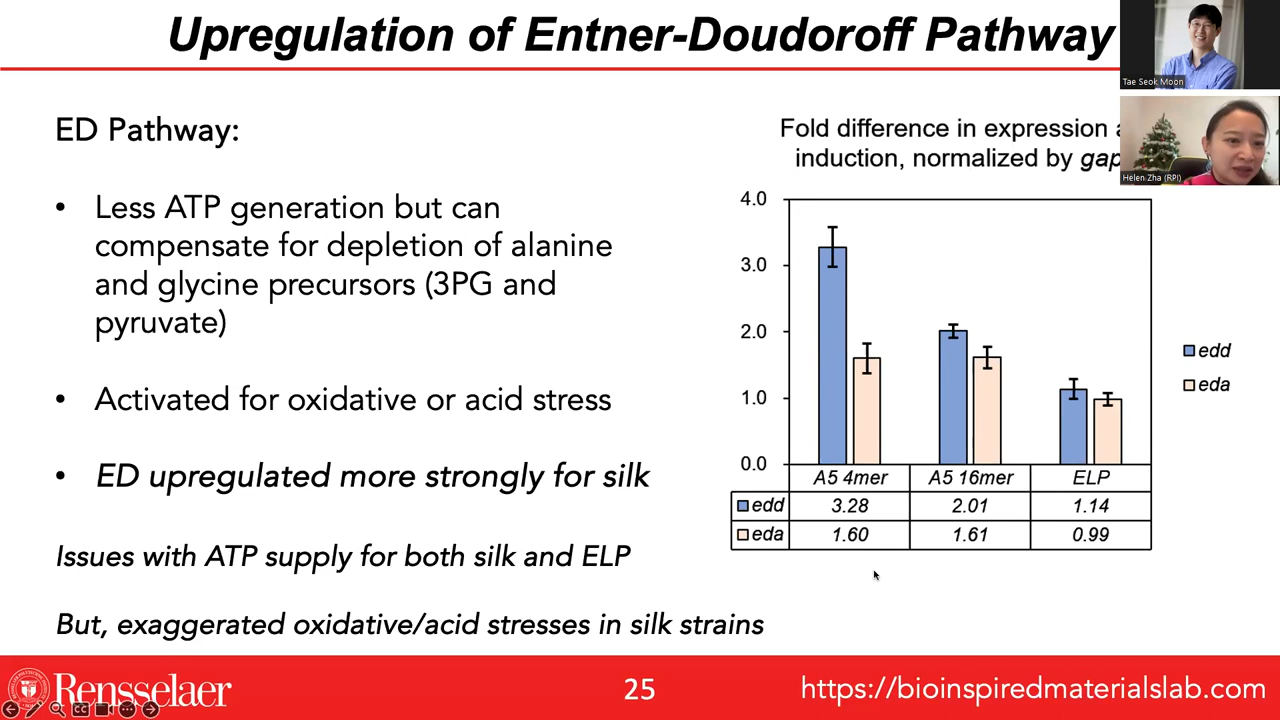 Upregulation of Entner-Doudoroff Pathway
Tae Seok Moon
Helen Zha (RPI)
ED Pathway:
• Less ATP generation but can
compensate for depletion of alanine
and glycine precursors (3PG and
pyruvate)
• Activated for oxidative or acid stress
• ED upregulated more strongly for silk
Issues with ATP supply for both silk and ELP
But, exaggerated oxidative/acid stresses in silk strains
Fold difference in expression
induction, normalized by gap
4.0
3.0
2.0
1.0
0.0
edd
eda
A5 4mer A5 16mer ELP
edd 3.28 2.01 1.14
eda 1.60 1.61 0.99
Rensselaer
25
https://bioinspiredmaterialslab.com
CC